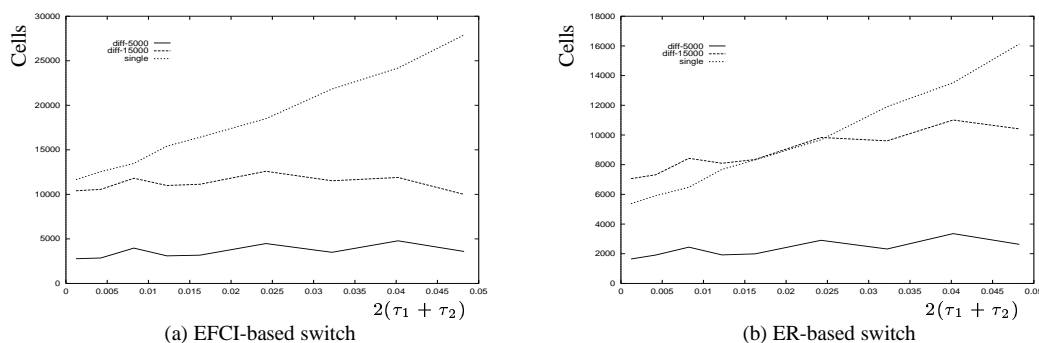 30000
25000
20000
15000
10000
5000
0
Cells
diff-5000
diff-15000
single
0 0.005 0.01 0.015 0.02 0.025 0.03 0.035 0.04 0.045 0.05
2(τ₁ + τ₂)
(a) EFCI-based switch
18000
16000
14000
12000
10000
8000
6000
4000
2000
0
Cells
diff-5000
diff-15000
single
0 0.005 0.01 0.015 0.02 0.025 0.03 0.035 0.04 0.045 0.05
2(τ₁ + τ₂)
(b) ER-based switch